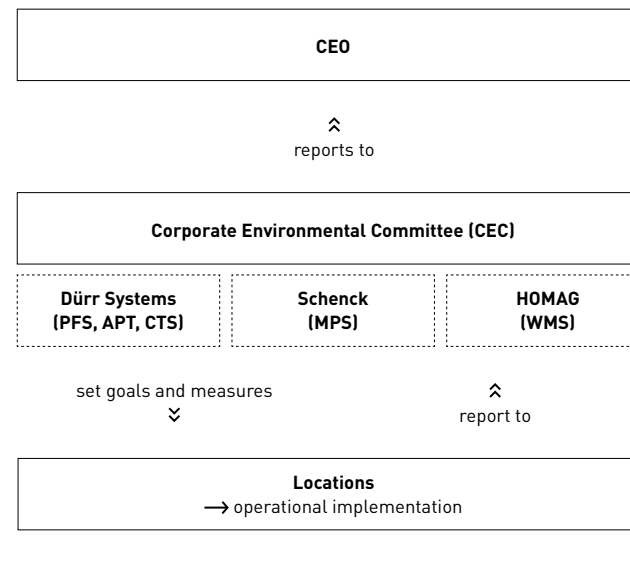 CEO
reports to
Corporate Environmental Committee (CEC)
Dürr Systems
(PFS, APT, CTS)
Schenck
(MPS)
HOMAG
(WMS)
set goals and measures
report to
Locations
→ operational implementation